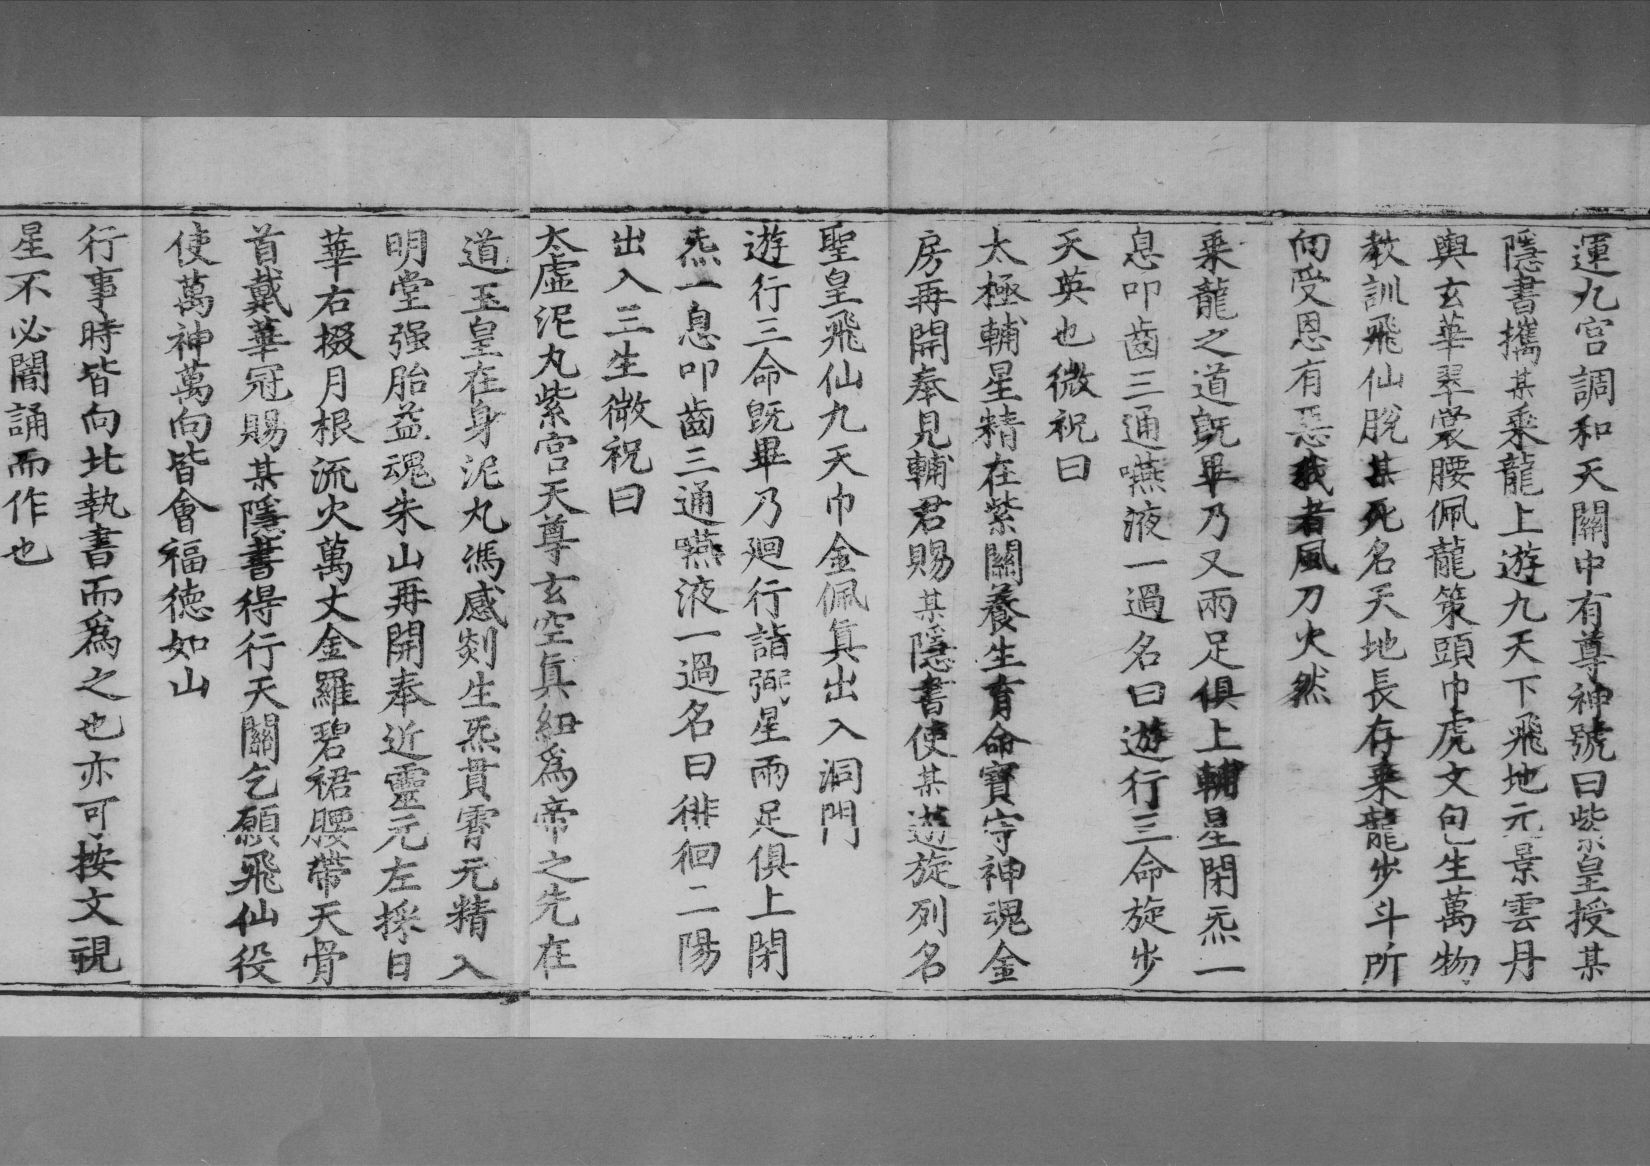 運九宮調和天關中有尊神號曰紫皇授某
隱書攜某乘龍上遊九天下飛地元景雲丹
輿玄華翠裳腰佩龍策頭巾虎文包生萬物
教訓飛仙脫某死名天地長存乘龍步斗所
向受恩有惡我者風刀火然
乘龍之道既畢乃又兩足俱上輔星閉炁一
息叩齒三通嚥液一過名曰遊行三命旋步
天英也微祝曰
太極輔星精在紫關養生育命寶守神魂金
房再開奉見輔君賜某隱書使某遊旋列名
聖皇飛仙九天巾金佩真出入洞門
遊行三命既畢乃廻行詣弼星兩足俱上閉
炁一息叩齒三通嚥液一過名曰徘徊二陽
出入三生微祝曰
太虛泥丸紫宮天尊玄空真紐為帝之先在
道玉皇在身泥丸馮感剡生炁貫霄元精入
明堂强胎益魂朱山再開奉近靈元左採日
華右掇月根流火萬丈金羅碧裙腰帶天骨
首戴華冠賜某隱書得行天關乞願飛仙役
使萬神萬向皆會福德如山
行事時皆向北執書而為之也亦可按文視
星不必闇誦而作也